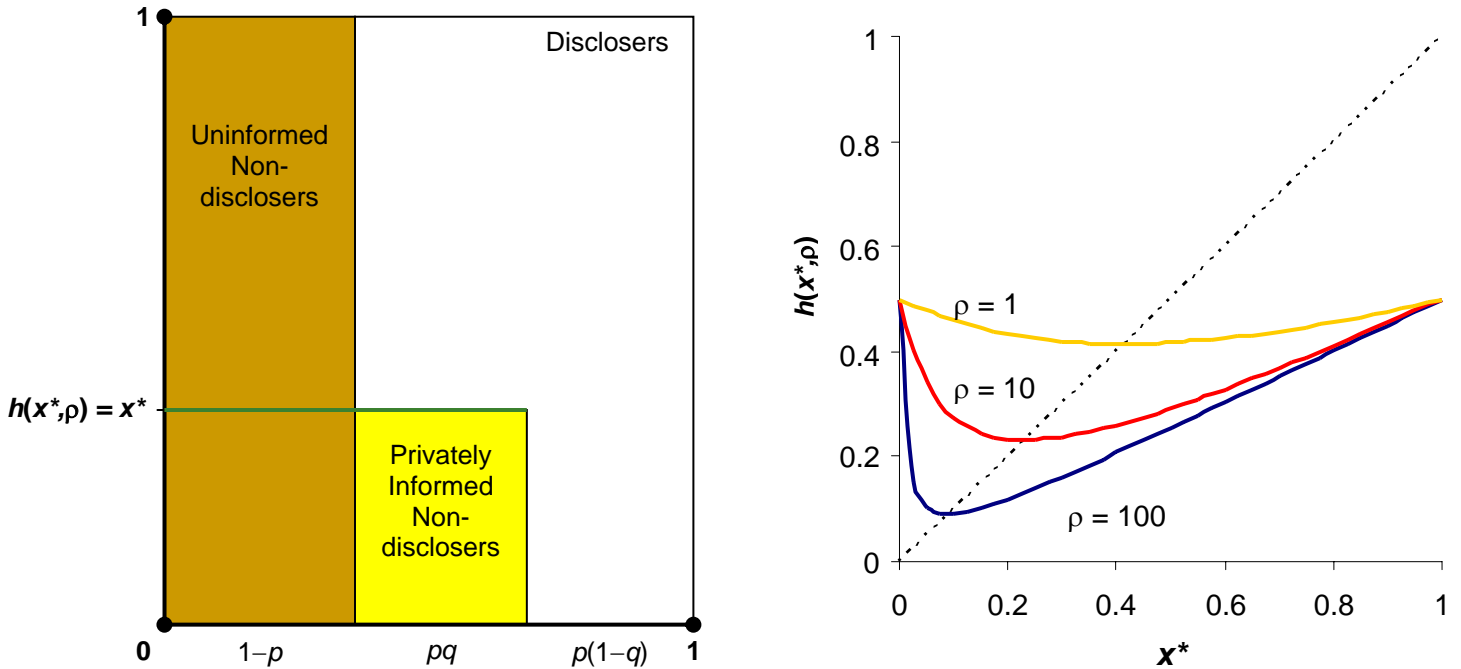 1
Disclosers
Uninformed
Non-
disclosers
h(x*,ρ) = x*
Privately
Informed
Non-
disclosers
0
1−p
pq
p(1−q)
1
h(x*,ρ)
1
0.8
0.6
0.4
0.2
0
ρ = 1
ρ = 10
ρ = 100
0
0.2
0.4
0.6
0.8
1
x*